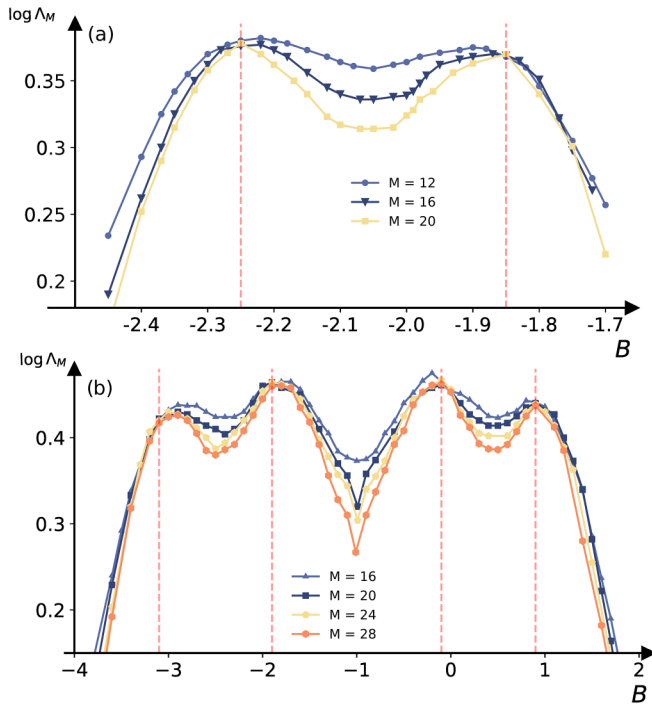 log Λ_M
(a)
0.35
0.3
0.25
0.2
M = 12
M = 16
M = 20
-2.4 -2.3 -2.2 -2.1 -2.0 -1.9 -1.8 -1.7
B
log Λ_M
(b)
0.4
0.3
0.2
M = 16
M = 20
M = 24
M = 28
−4 −3 −2 −1 0 1 2
B